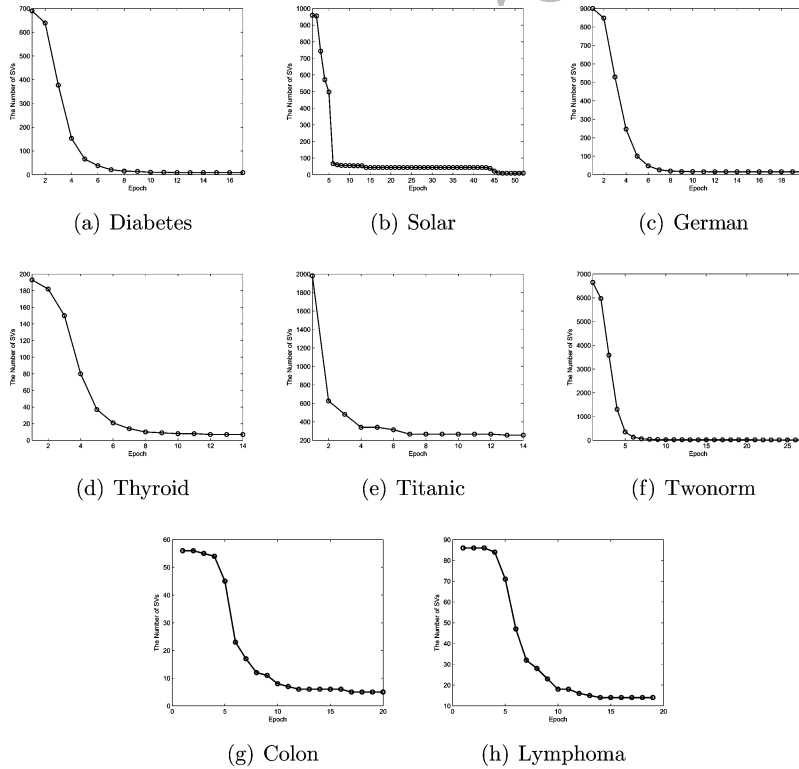 700
600
500
400
300
200
100
0
The Number of SVs
2 4 6 8 10 12 14 16
Epoch
(a) Diabetes
1000
900
800
700
600
500
400
300
200
100
0
The Number of SVs
5 10 15 20 25 30 35 40 45 50
Epoch
(b) Solar
900
800
700
600
500
400
300
200
100
0
The Number of SVs
2 4 6 8 10 12 14 16 18
Epoch
(c) German
200
180
160
140
120
100
80
60
40
20
0
The Number of SVs
2 4 6 8 10 12 14
Epoch
(d) Thyroid
2000
1800
1600
1400
1200
1000
800
600
400
200
The Number of SVs
2 4 6 8 10 12 14
Epoch
(e) Titanic
7000
6000
5000
4000
3000
2000
1000
0
The Number of SVs
5 10 15 20 25
Epoch
(f) Twonorm
60
50
40
30
20
10
0
The Number of SVs
0 5 10 15 20
Epoch
(g) Colon
90
80
70
60
50
40
30
20
10
The Number of SVs
0 5 10 15 20
Epoch
(h) Lymphoma